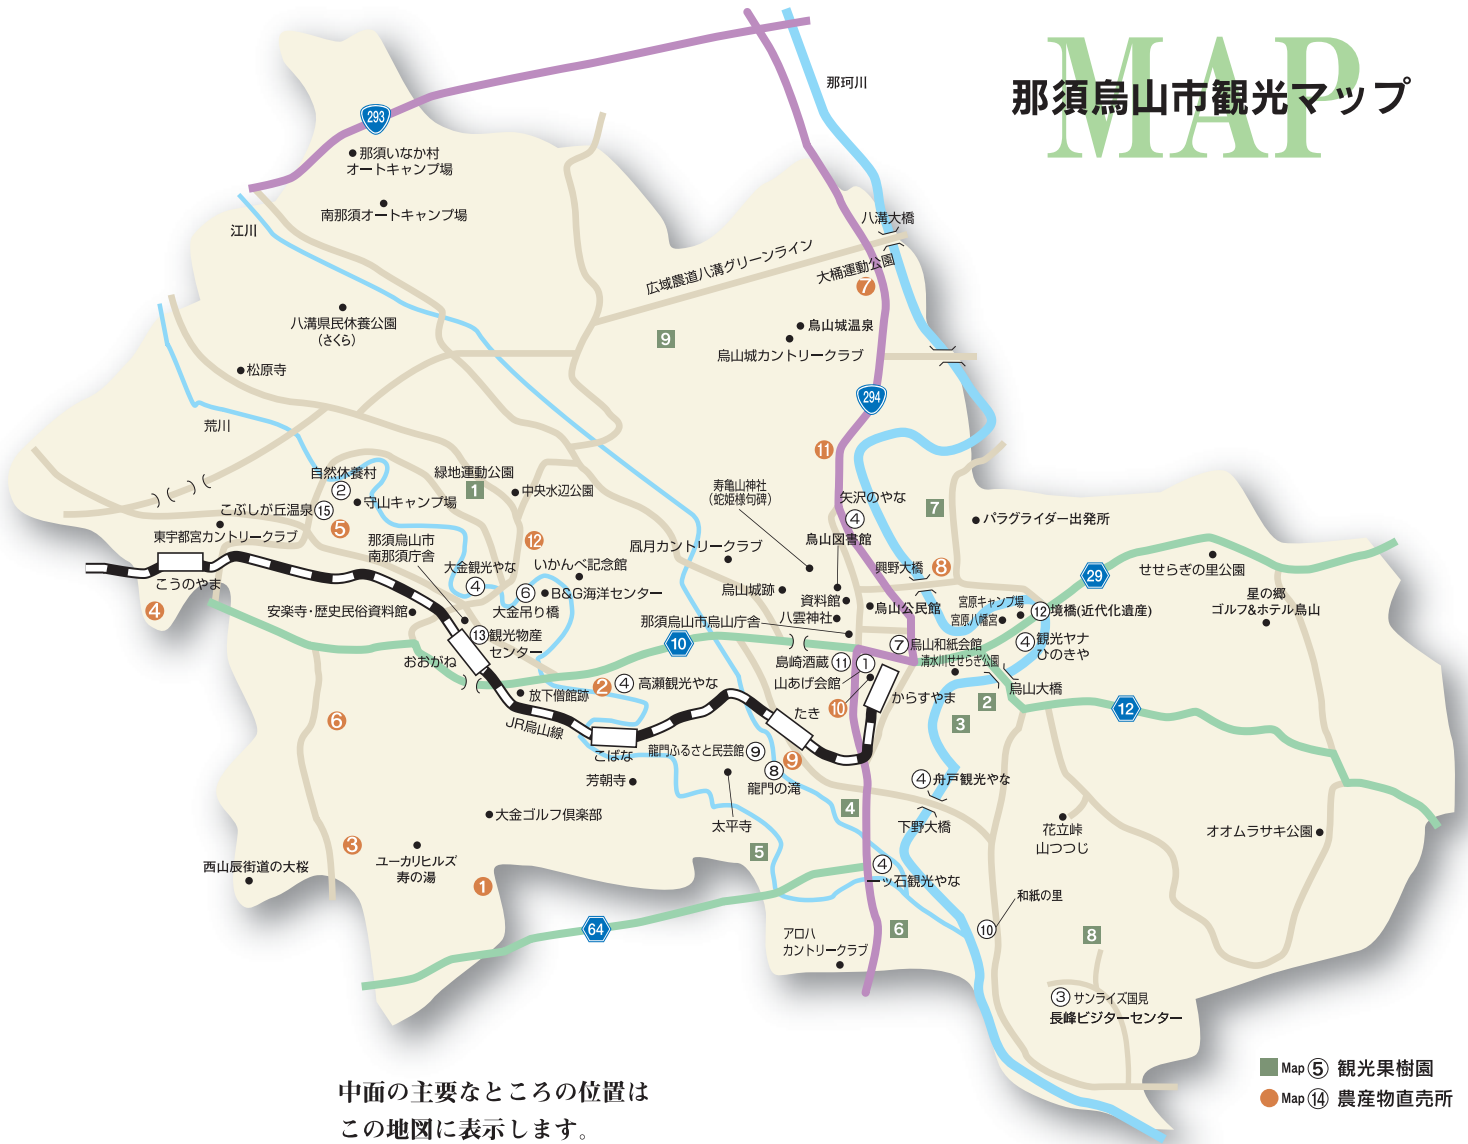 MAP
那須烏山市観光マップ
那珂川
293
那須いなか村
オートキャンプ場
南那須オートキャンプ場
江川
八溝大橋
広域農道八溝グリーンライン
大桶運動公園
7
八溝県民休養公園
(さくら)
烏山城温泉
9
烏山城カントリークラブ
松原寺
294
荒川
11
自然休養村
②
緑地運動公園
1
中央水辺公園
守山キャンプ場
こぶしが丘温泉⑮
5
東宇都宮カントリークラブ
寿亀山神社
(蛇姫様句碑)
矢沢のやな
④
7
パラグライダー出発所
那須烏山市
南那須庁舎
12
凰月カントリークラブ
烏山図書館
興野大橋
8
大金観光やな
④
いかんべ記念館
⑥
B&G海洋センター
大金吊り橋
こうのやま
4
安楽寺・歴史民俗資料館
烏山城跡
資料館
八雲神社
烏山公民館
29
せせらぎの里公園
星の郷
ゴルフ&ホテル烏山
宮原キャンプ場
宮原八幡宮
⑫境橋(近代化遺産)
④観光ヤナ
ひのきや
那須烏山市烏山庁舎
⑬観光物産
センター
10
⑦烏山和紙会館
清水川せせらぎ公園
おおがね
島崎酒蔵⑪
①
山あげ会館
10
からすやま
烏山大橋
2
3
12
放下僧館跡
2
④高瀬観光やな
JR烏山線
6
こばな
たき
龍門ふるさと民芸館⑨
9
⑧
龍門の滝
④舟戸観光やな
芳朝寺
太平寺
4
下野大橋
花立峠
山つつじ
オオムラサキ公園
大金ゴルフ倶楽部
3
ユーカリヒルズ
寿の湯
西山辰街道の大桜
1
5
④
一ッ石観光やな
和紙の里
⑩
64
6
8
アロハ
カントリークラブ
③サンライズ国見
長峰ビジターセンター
Map⑤観光果樹園
Map⑭農産物直売所
中面の主要なところの位置は
この地図に表示します。